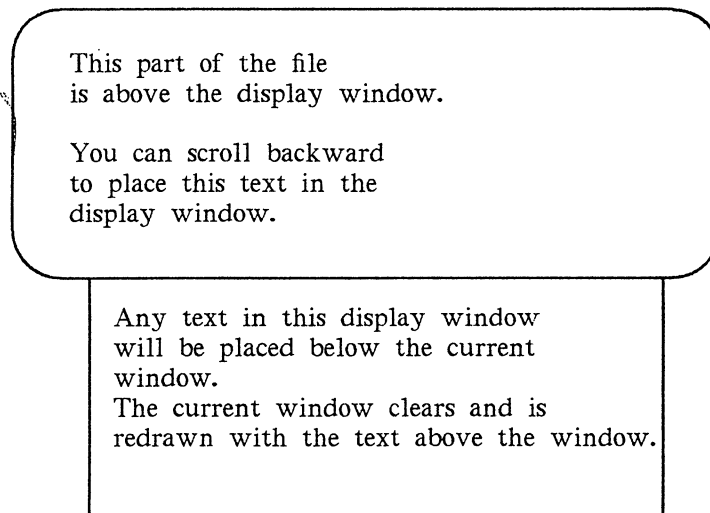 This part of the file
is above the display window.
You can scroll backward
to place this text in the
display window.
Any text in this display window
will be placed below the current
window.
The current window clears and is
redrawn with the text above the window.